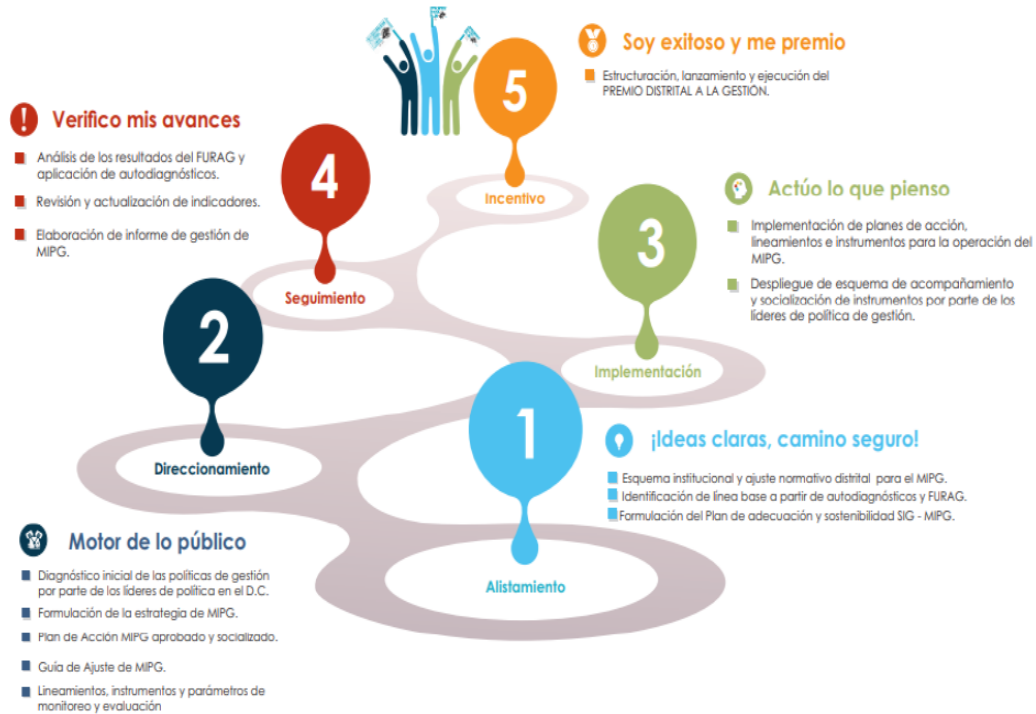 5
Soy exitoso y me premio
Estructuración, lanzamiento y ejecución del
PREMIO DISTRITAL A LA GESTIÓN.
Incentivo
!
Verifico mis avances
Análisis de los resultados del FURAG y
aplicación de autodiagnósticos.
Revisión y actualización de indicadores.
Elaboración de informe de gestión de
MIPG.
4
Seguimiento
3
Actúo lo que pienso
Implementación de planes de acción,
lineamientos e instrumentos para la operación del
MIPG.
Despliegue de esquema de acompañamiento
y socialización de instrumentos por parte de los
líderes de política de gestión.
Implementación
2
Direccionamiento
Motor de lo público
Diagnóstico inicial de las políticas de gestión
por parte de los líderes de política en el D.C.
Formulación de la estrategia de MIPG.
Plan de Acción MIPG aprobado y socializado.
Guía de Ajuste de MIPG.
Lineamientos, instrumentos y parámetros de
monitoreo y evaluación
1
¡Ideas claras, camino seguro!
Esquema institucional y ajuste normativo distrital para el MIPG.
Identificación de línea base a partir de autodiagnósticos y FURAG.
Formulación del Plan de adecuación y sostenibilidad SIG - MIPG.
Alistamiento